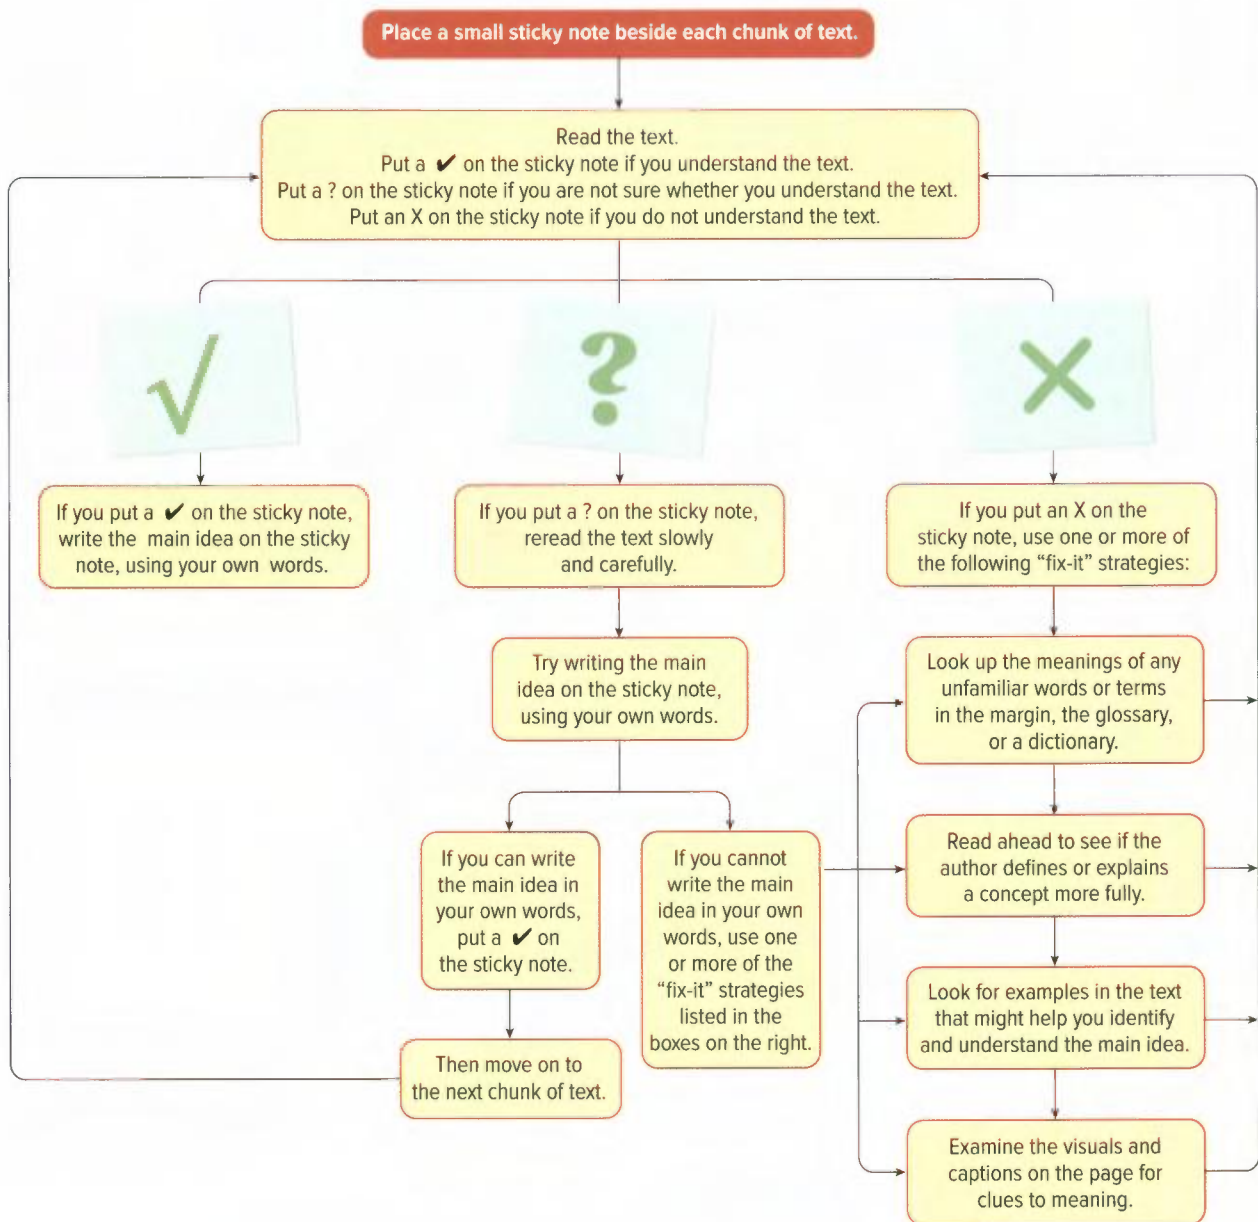 Place a small sticky note beside each chunk of text.
Read the text.
Put a ✔ on the sticky note if you understand the text.
Put a ? on the sticky note if you are not sure whether you understand the text.
Put an X on the sticky note if you do not understand the text.
√
?
✕
If you put a ✔ on the sticky note,
write the main idea on the sticky
note, using your own words.
If you put a ? on the sticky note,
reread the text slowly
and carefully.
Try writing the main
idea on the sticky note,
using your own words.
If you can write
the main idea in
your own words,
put a ✔ on
the sticky note.
Then move on to
the next chunk of text.
If you cannot
write the main
idea in your own
words, use one
or more of the
“fix-it” strategies
listed in the
boxes on the right.
If you put an X on the
sticky note, use one or more of
the following “fix-it” strategies:
Look up the meanings of any
unfamiliar words or terms
in the margin, the glossary,
or a dictionary.
Read ahead to see if the
author defines or explains
a concept more fully.
Look for examples in the text
that might help you identify
and understand the main idea.
Examine the visuals and
captions on the page for
clues to meaning.